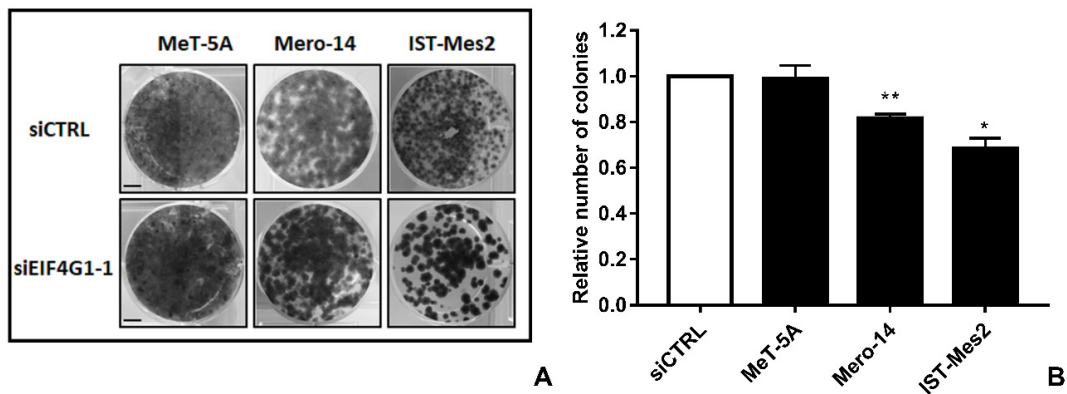 MeT-5A Mero-14 IST-Mes2
siCTRL
siEIF4G1-1
A
Relative number of colonies
1.2
1.0
0.8
0.6
0.4
0.2
0.0
**
*
siCTRL
MeT-5A
Mero-14
IST-Mes2
B